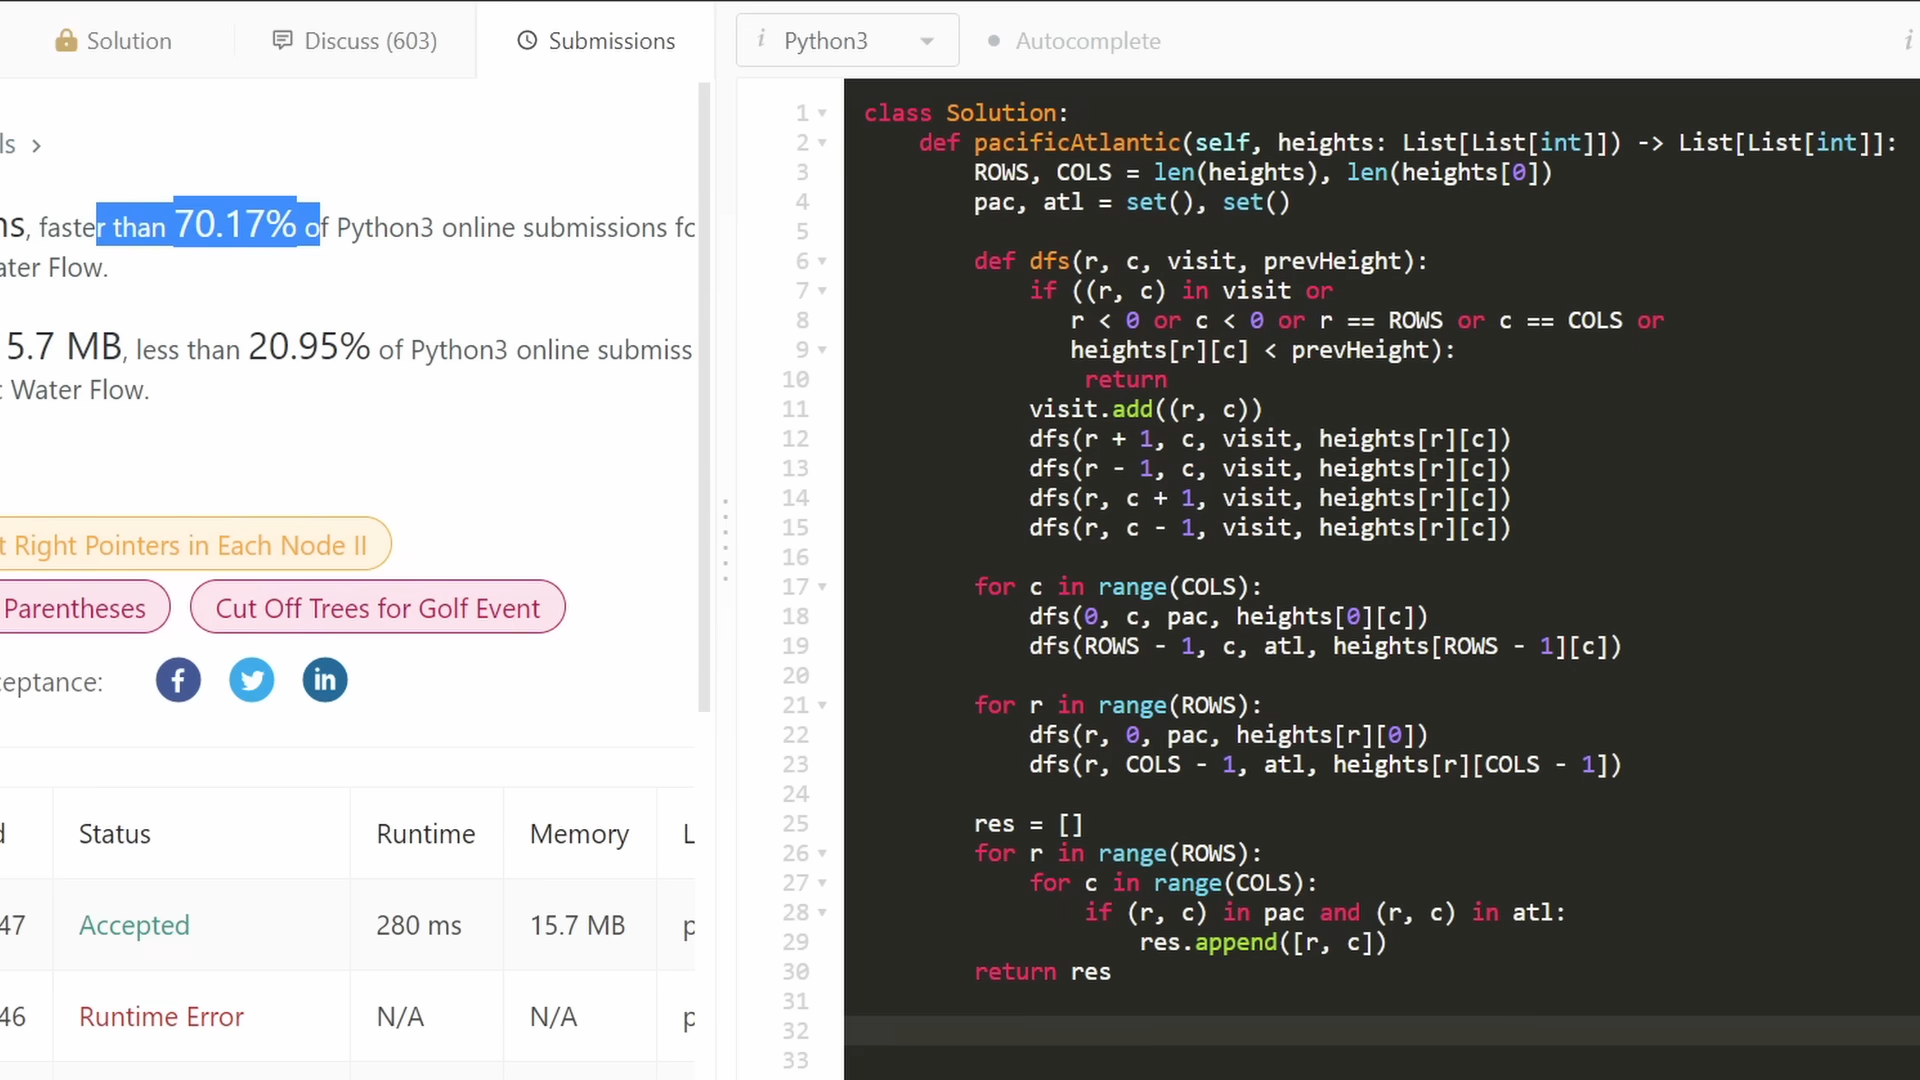 Solution
Discuss (603)
Submissions
Python3
Autocomplete
ls >
ns, faster than 70.17% of Python3 online submissions fo
ater Flow.
5.7 MB, less than 20.95% of Python3 online submiss
: Water Flow.
t Right Pointers in Each Node II
Parentheses
Cut Off Trees for Golf Event
ceptance:
d Status Runtime Memory L
47 Accepted 280 ms 15.7 MB p
46 Runtime Error N/A N/A p
1 class Solution:
2 def pacificAtlantic(self, heights: List[List[int]]) -> List[List[int]]:
3 ROWS, COLS = len(heights), len(heights[0])
4 pac, atl = set(), set()
5
6 def dfs(r, c, visit, prevHeight):
7 if ((r, c) in visit or
8 r < 0 or c < 0 or r == ROWS or c == COLS or
9 heights[r][c] < prevHeight):
10 return
11 visit.add((r, c))
12 dfs(r + 1, c, visit, heights[r][c])
13 dfs(r - 1, c, visit, heights[r][c])
14 dfs(r, c + 1, visit, heights[r][c])
15 dfs(r, c - 1, visit, heights[r][c])
16
17 for c in range(COLS):
18 dfs(0, c, pac, heights[0][c])
19 dfs(ROWS - 1, c, atl, heights[ROWS - 1][c])
20
21 for r in range(ROWS):
22 dfs(r, 0, pac, heights[r][0])
23 dfs(r, COLS - 1, atl, heights[r][COLS - 1])
24
25 res = []
26 for r in range(ROWS):
27 for c in range(COLS):
28 if (r, c) in pac and (r, c) in atl:
29 res.append([r, c])
30 return res
31
32
33